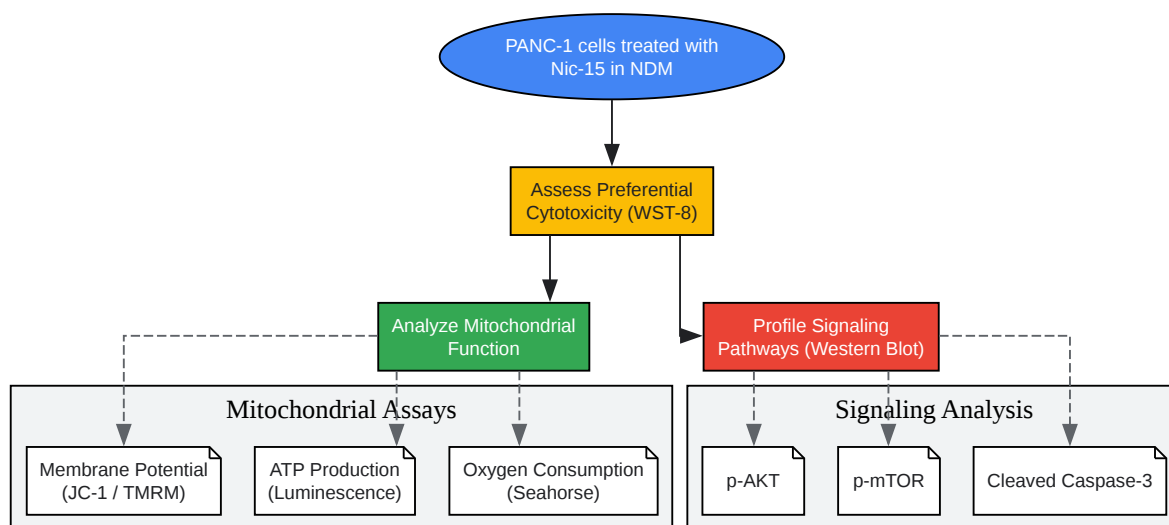 PANC-1 cells treated with
Nic-15 in NDM
Assess Preferential
Cytotoxicity (WST-8)
Analyze Mitochondrial
Function
Profile Signaling
Pathways (Western Blot)
Mitochondrial Assays
Membrane Potential
(JC-1 / TMRM)
ATP Production
(Luminescence)
Oxygen Consumption
(Seahorse)
Signaling Analysis
p-AKT
p-mTOR
Cleaved Caspase-3